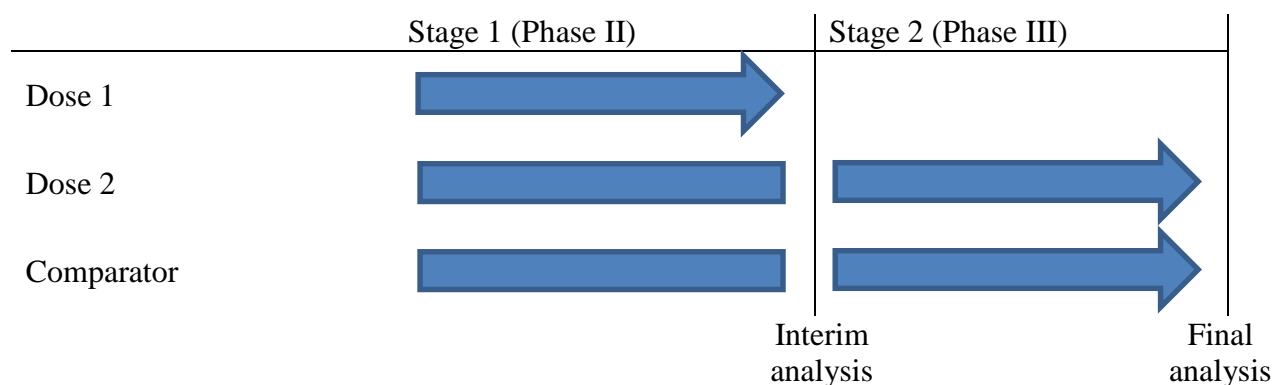 Stage 1 (Phase II)
Stage 2 (Phase III)
Dose 1
Dose 2
Comparator
Interim
analysis
Final
analysis